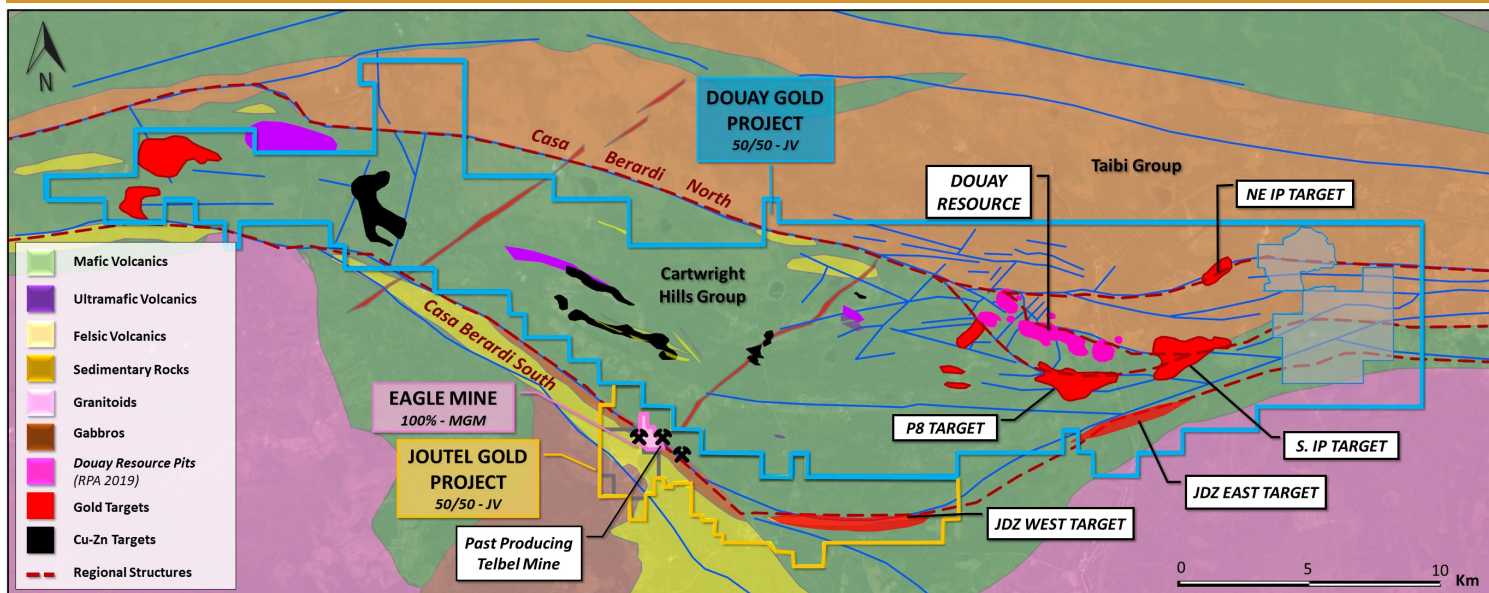 N
DOUAY GOLD
PROJECT
50/50 - JV
Casa Berardi North
Taibi Group
DOUAY
RESOURCE
NE IP TARGET
Cartwright
Hills Group
Casa Berardi South
EAGLE MINE
100% - MGM
JOUTEL GOLD
PROJECT
50/50 - JV
Past Producing
Telbel Mine
P8 TARGET
S. IP TARGET
JDZ EAST TARGET
JDZ WEST TARGET
Mafic Volcanics
Ultramafic Volcanics
Felsic Volcanics
Sedimentary Rocks
Granitoids
Gabbros
Douay Resource Pits
(RPA 2019)
Gold Targets
Cu-Zn Targets
Regional Structures
0 5 10
Km